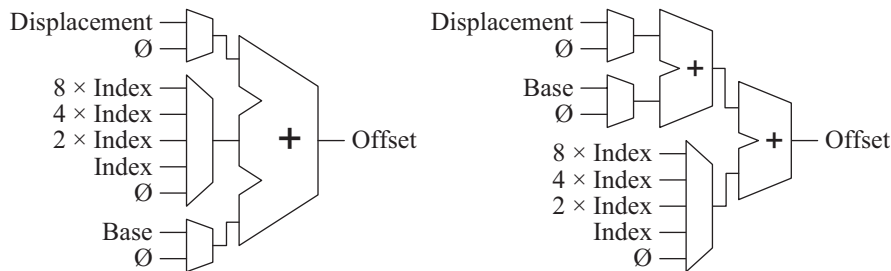 Displacement
Ø
8 × Index
4 × Index
2 × Index
Index
Ø
Base
Ø
+
Offset
Displacement
Ø
Base
Ø
+
8 × Index
4 × Index
2 × Index
Index
Ø
+
Offset